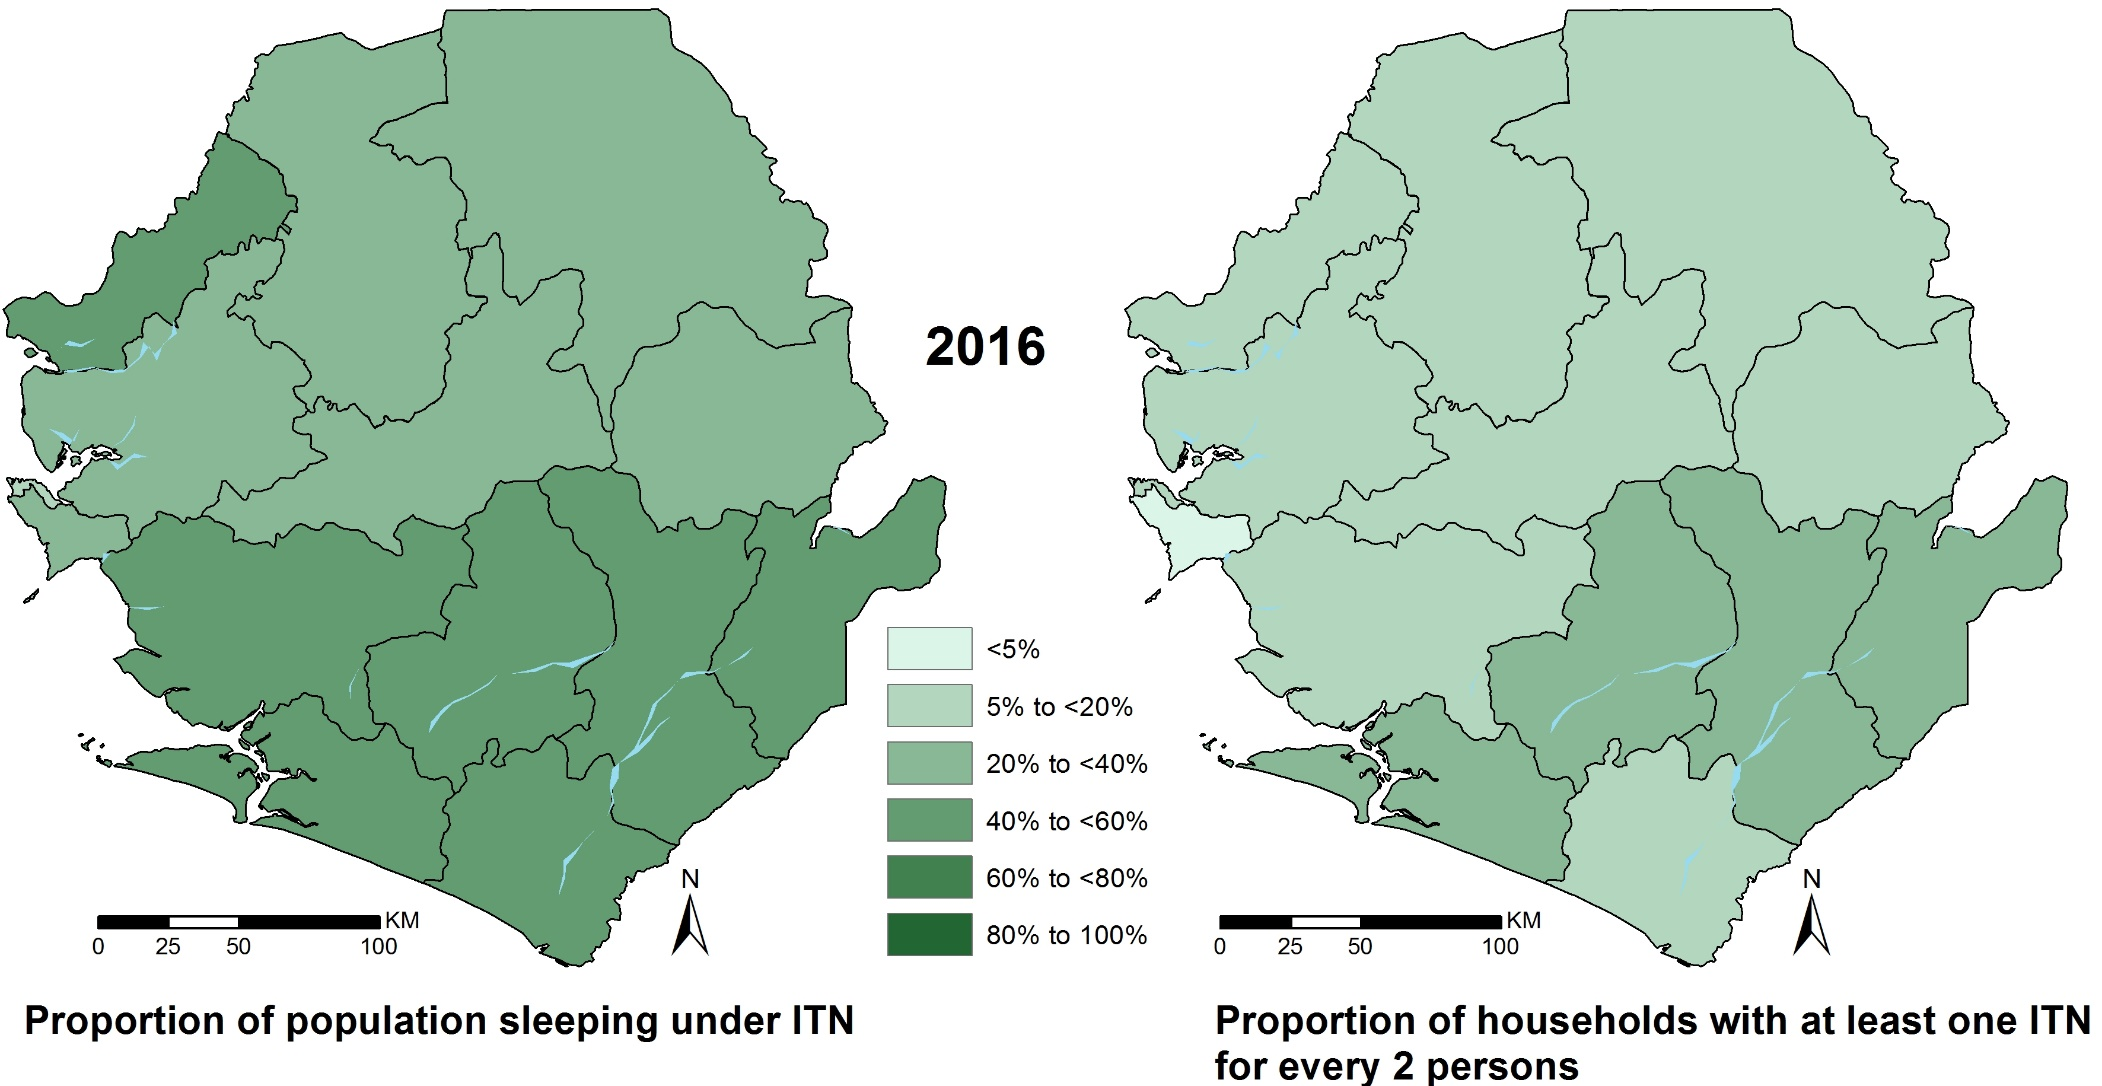 2016
<5%
5% to <20%
20% to <40%
40% to <60%
60% to <80%
80% to 100%
N
KM
0 25 50 100
N
KM
0 25 50 100
Proportion of population sleeping under ITN
Proportion of households with at least one ITN
for every 2 persons